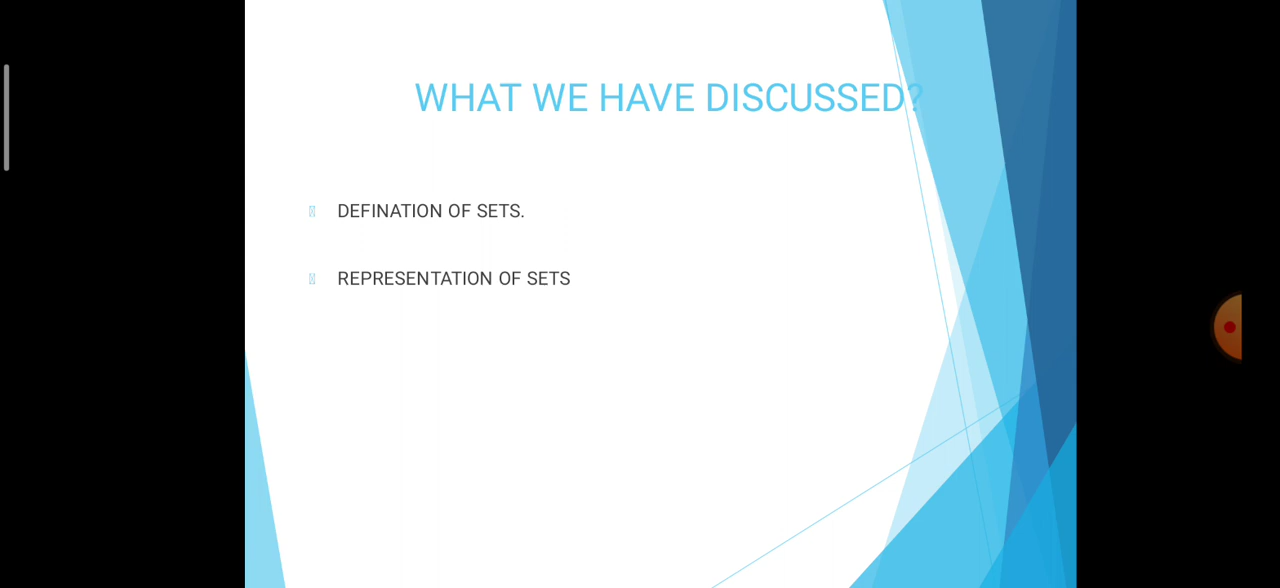 WHAT WE HAVE DISCUSSED?
DEFINATION OF SETS.
REPRESENTATION OF SETS